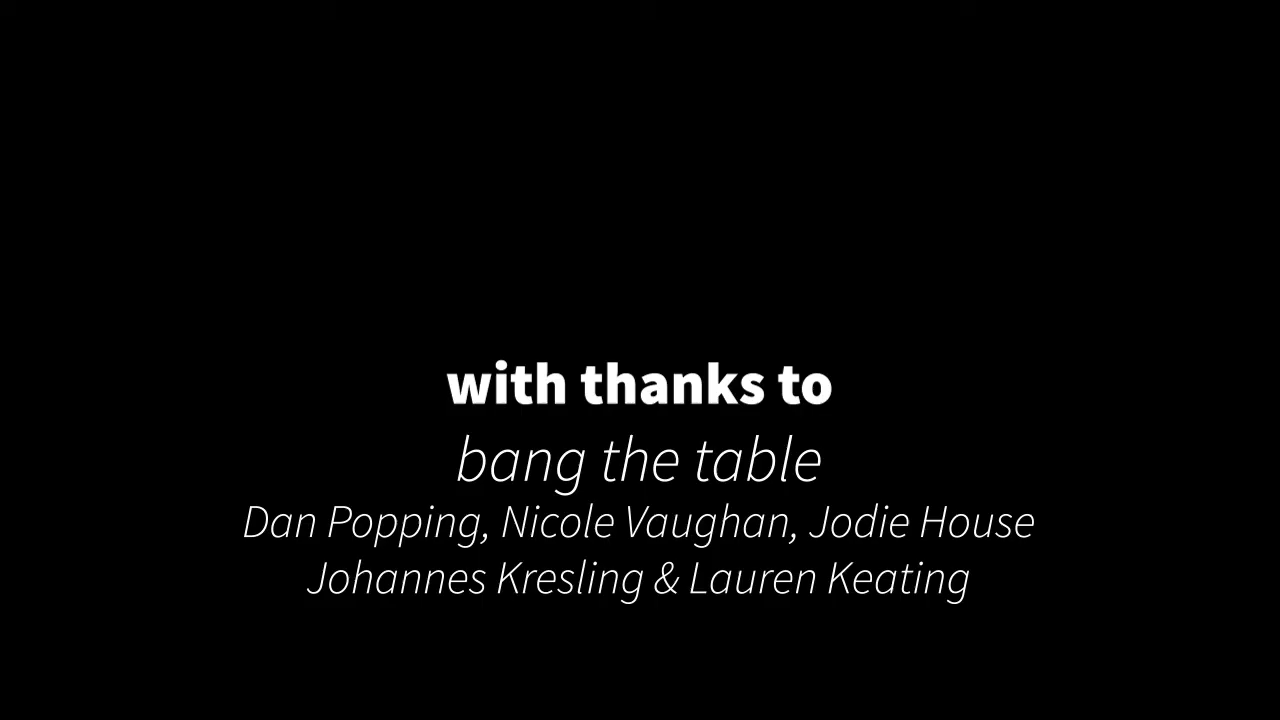 with thanks to
bang the table
Dan Popping, Nicole Vaughan, Jodie House
Johannes Kresling & Lauren Keating